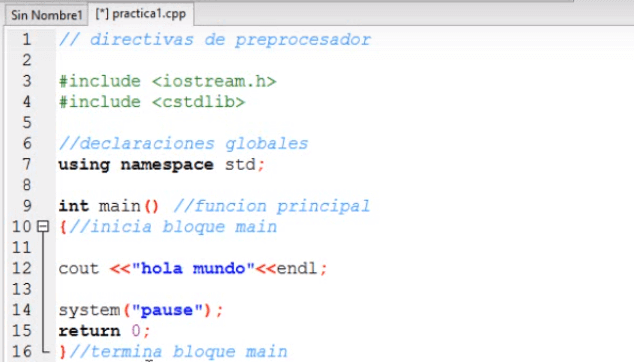 Sin Nombre1 [*] practica1.cpp
1 // directivas de preprocesador
2
3 #include <iostream.h>
4 #include <cstdlib>
5
6 //declaraciones globales
7 using namespace std;
8
9 int main() //funcion principal
10 {//inicia bloque main
11
12 cout <<"hola mundo"<<endl;
13
14 system("pause");
15 return 0;
16 }//termina bloque main